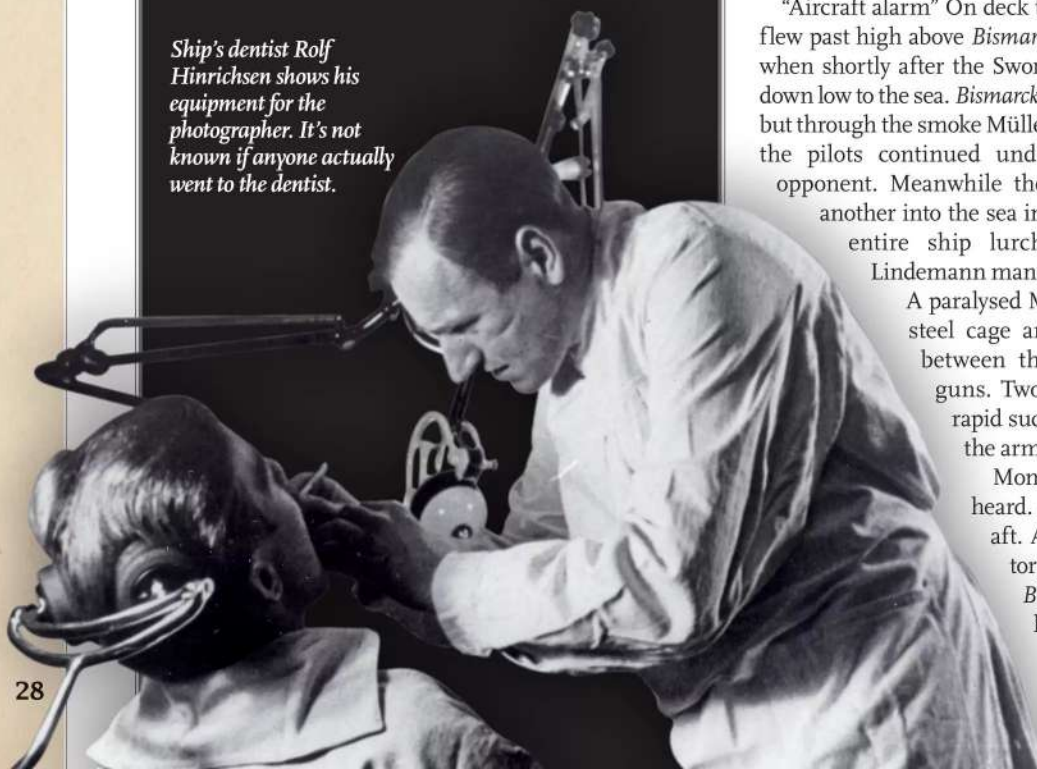 Ship's dentist Rolf
Hinrichsen shows his
equipment for the
photographer. It's not
known if anyone actually
went to the dentist.
"Aircraft alarm" On deck
flew past high above
when shortly after the
down low to the sea. Bismarck
but through the smoke
the pilots continued
opponent. Meanwhile
another into the sea
entire ship
Lindemann
A paralysed
steel cage
between
guns. Two
rapid
the
heard.
aft.
28